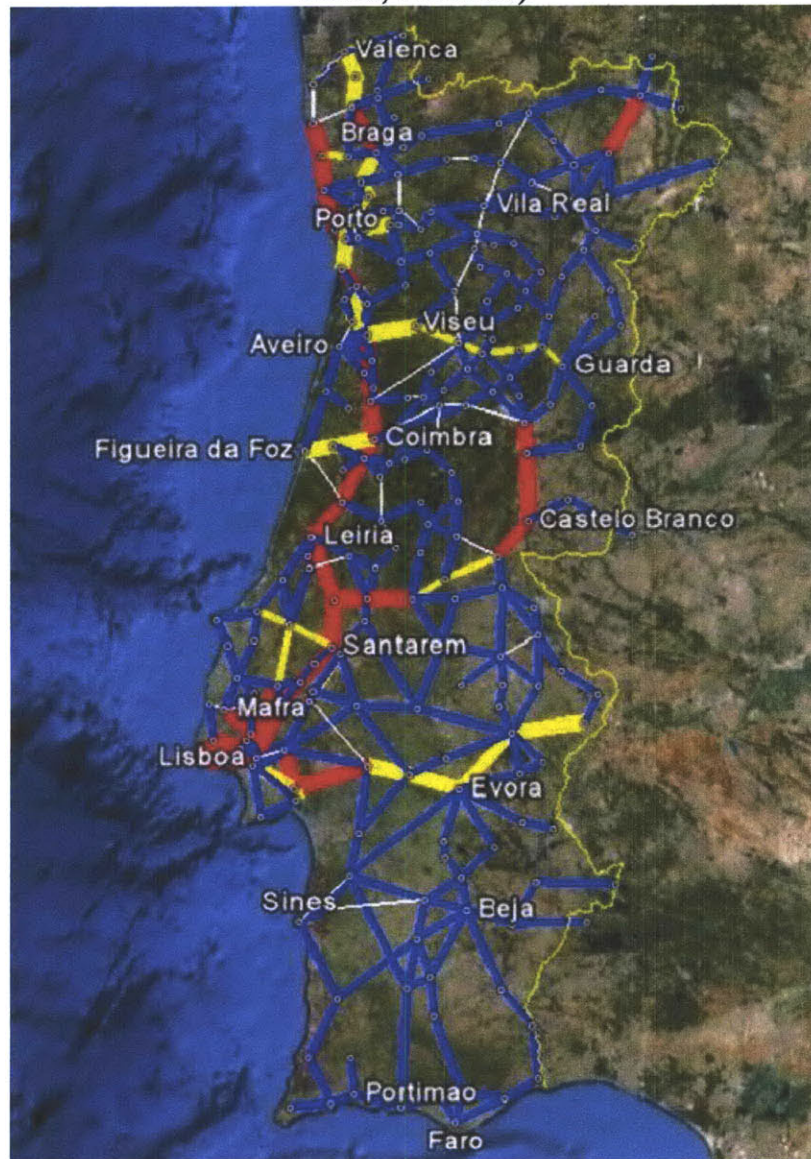 Valenca
Braga
Vila Real
Porto
Viseu
Aveiro
Guarda
Coimbra
Figueira da Foz
Castelo Branco
Leiria
Santarem
Mafra
Lisboa
Evora
Sines
Beja
Portimao
Faro